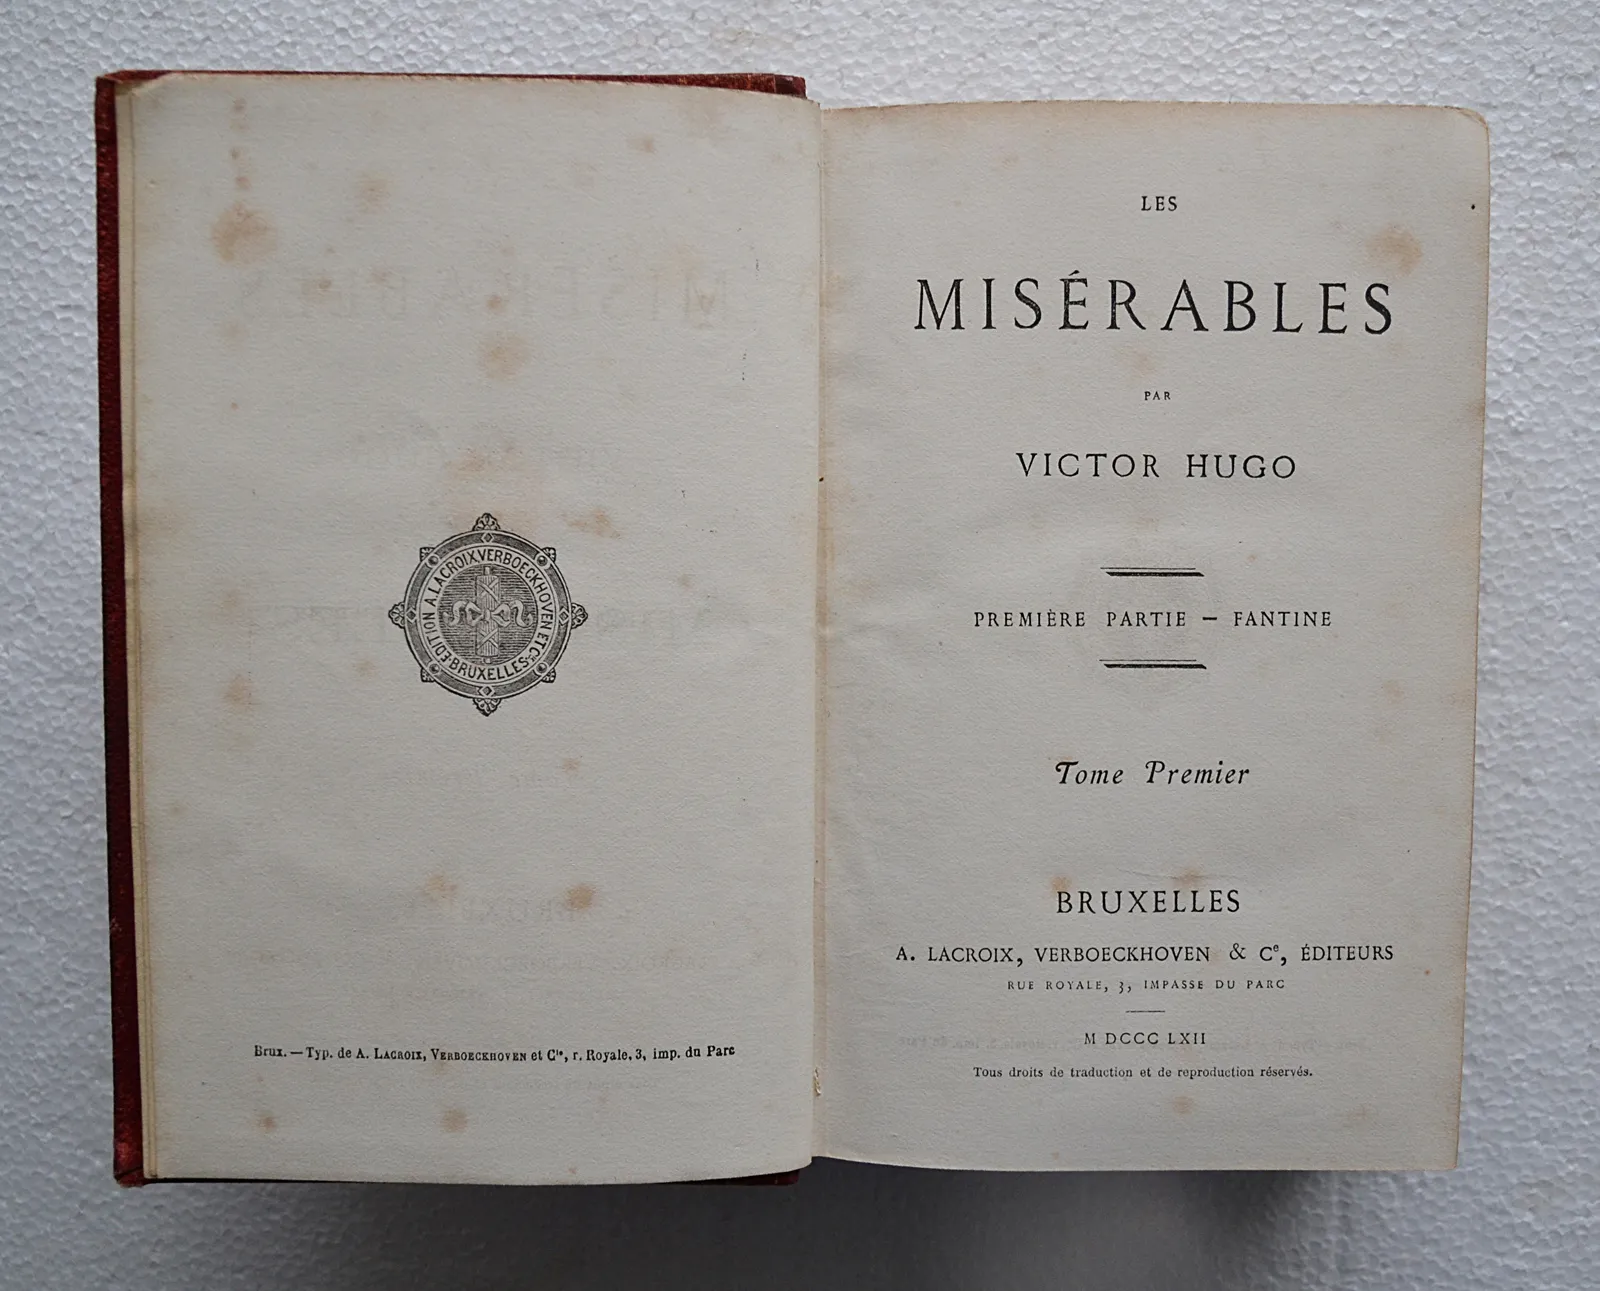 EDITION A. LACROIX, VERBOECKHOVEN ET Cⁱᵉ
BRUXELLES
Brux. — Typ. de A. LACROIX, VERBOECKHOVEN et Cⁱᵉ, r. Royale, 3, imp. du Parc
LES
MISÉRABLES
PAR
VICTOR HUGO
PREMIÈRE PARTIE — FANTINE
Tome Premier
BRUXELLES
A. LACROIX, VERBOECKHOVEN & Cᵉ, ÉDITEURS
RUE ROYALE, 3, IMPASSE DU PARC
M DCCC LXII
Tous droits de traduction et de reproduction réservés.